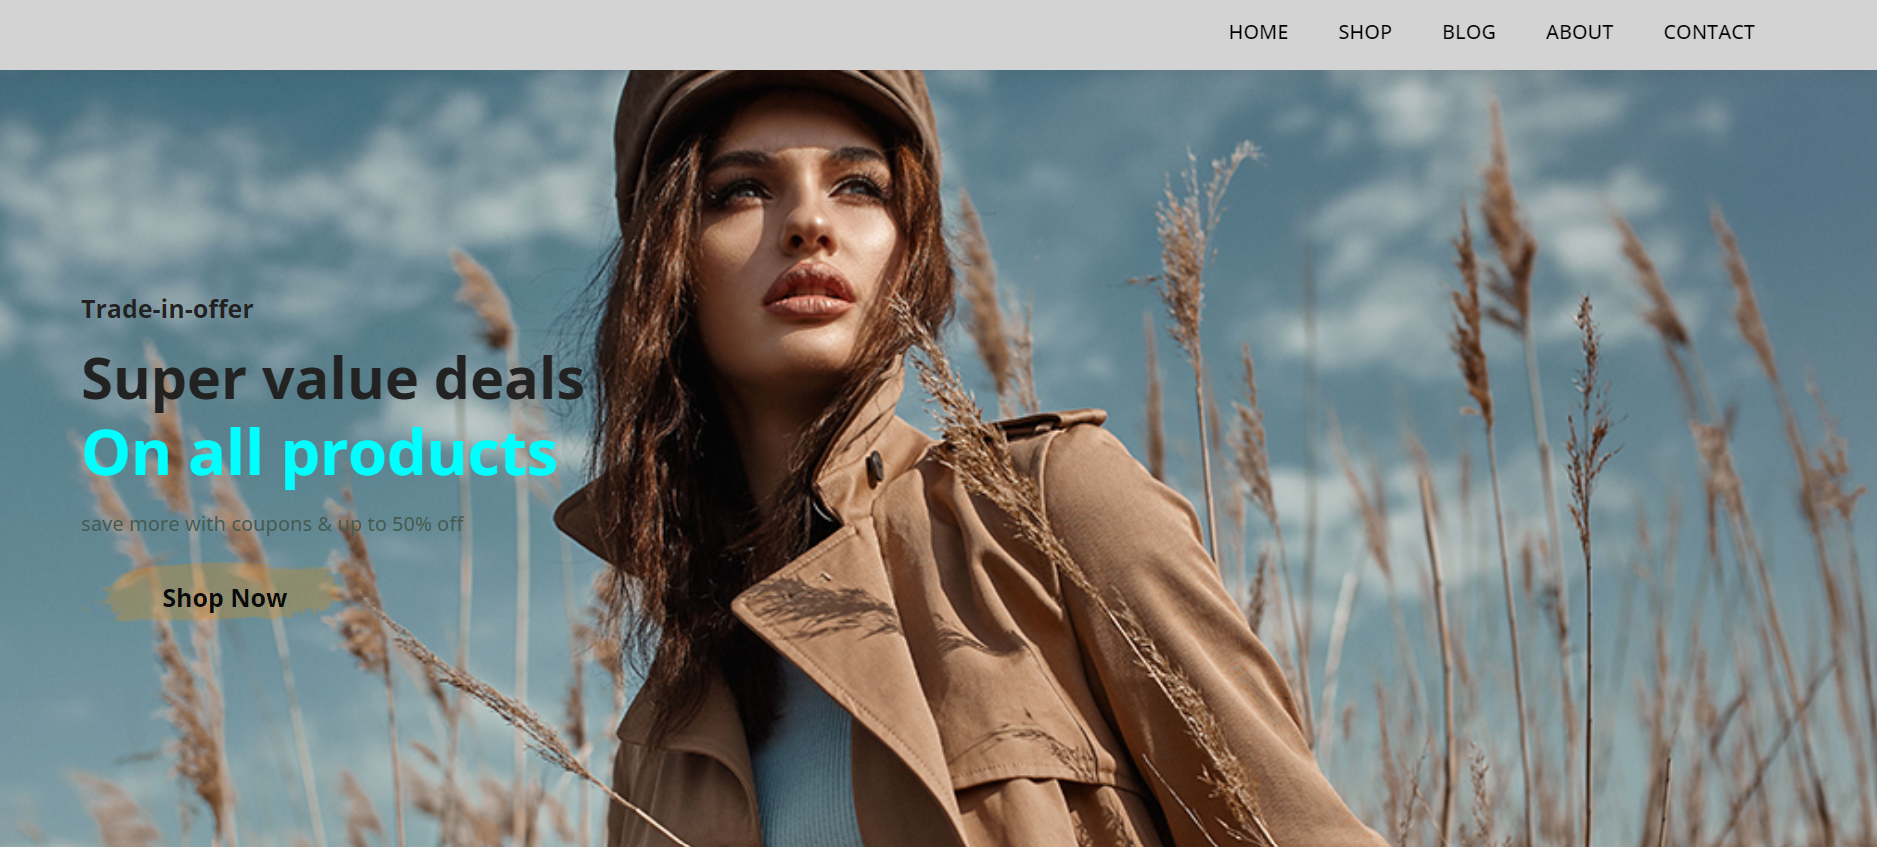 HOME SHOP BLOG ABOUT CONTACT
Trade-in-offer
Super value deals
On all products
save more with coupons & up to 50% off
Shop Now